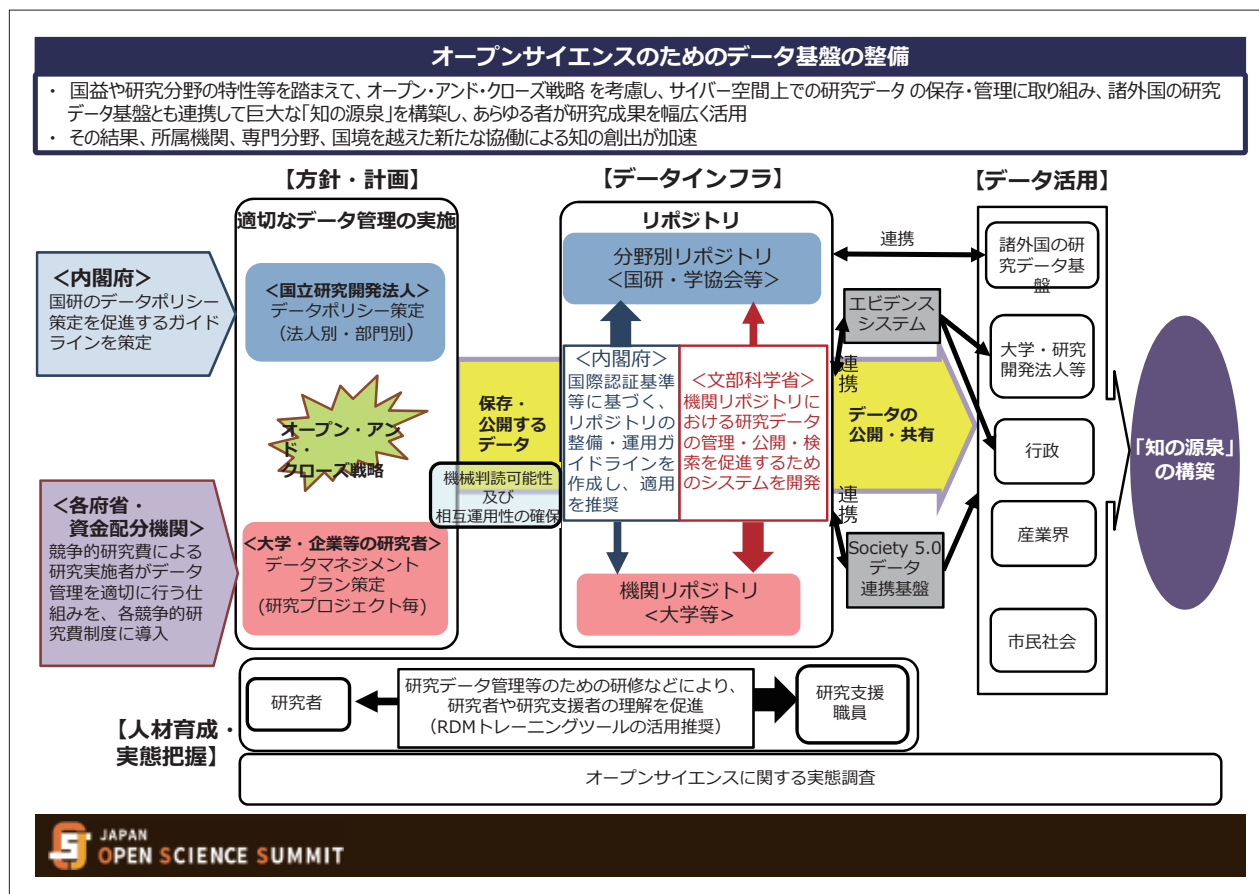 オープンサイエンスのためのデータ基盤の整備
・ 国益や研究分野の特性等を踏まえて、オープン・アンド・クローズ戦略 を考慮し、サイバー空間上での研究データ の保存・管理に取り組み、諸外国の研究
データ基盤とも連携して巨大な「知の源泉」を構築し、あらゆる者が研究成果を幅広く活用
・ その結果、所属機関、専門分野、国境を越えた新たな協働による知の創出が加速
【方針・計画】
【データインフラ】
【データ活用】
<内閣府>
国研のデータポリシー
策定を促進するガイド
ラインを策定
<各府省・
資金配分機関>
競争的研究費による
研究実施者がデータ
管理を適切に行う仕
組みを、各競争的研
究費制度に導入
適切なデータ管理の実施
<国立研究開発法人>
データポリシー策定
(法人別・部門別)
オープン・アン
ド・
クローズ戦略
<大学・企業等の研究者>
データマネジメント
プラン策定
(研究プロジェクト毎)
保存・
公開する
データ
機械判読可能性
及び
相互運用性の確保
リポジトリ
分野別リポジトリ
<国研・学協会等>
<内閣府>
国際認証基準
等に基づく、
リポジトリの
整備・運用ガ
イドラインを
作成し、適用
を推奨
<文部科学省>
機関リポジトリに
おける研究データ
の管理・公開・検
索を促進するため
のシステムを開発
機関リポジトリ
<大学等>
連携
エビデンス
システム
連
携
データの
公開・共有
連
携
Society 5.0
データ
連携基盤
諸外国の研
究データ基
盤
大学・研究
開発法人等
行政
産業界
市民社会
「知の源泉」
の構築
【人材育成・
実態把握】
研究者
研究データ管理等のための研修などにより、
研究者や研究支援者の理解を促進
(RDMトレーニングツールの活用推奨)
研究支援
職員
オープンサイエンスに関する実態調査
JAPAN
OPEN SCIENCE SUMMIT